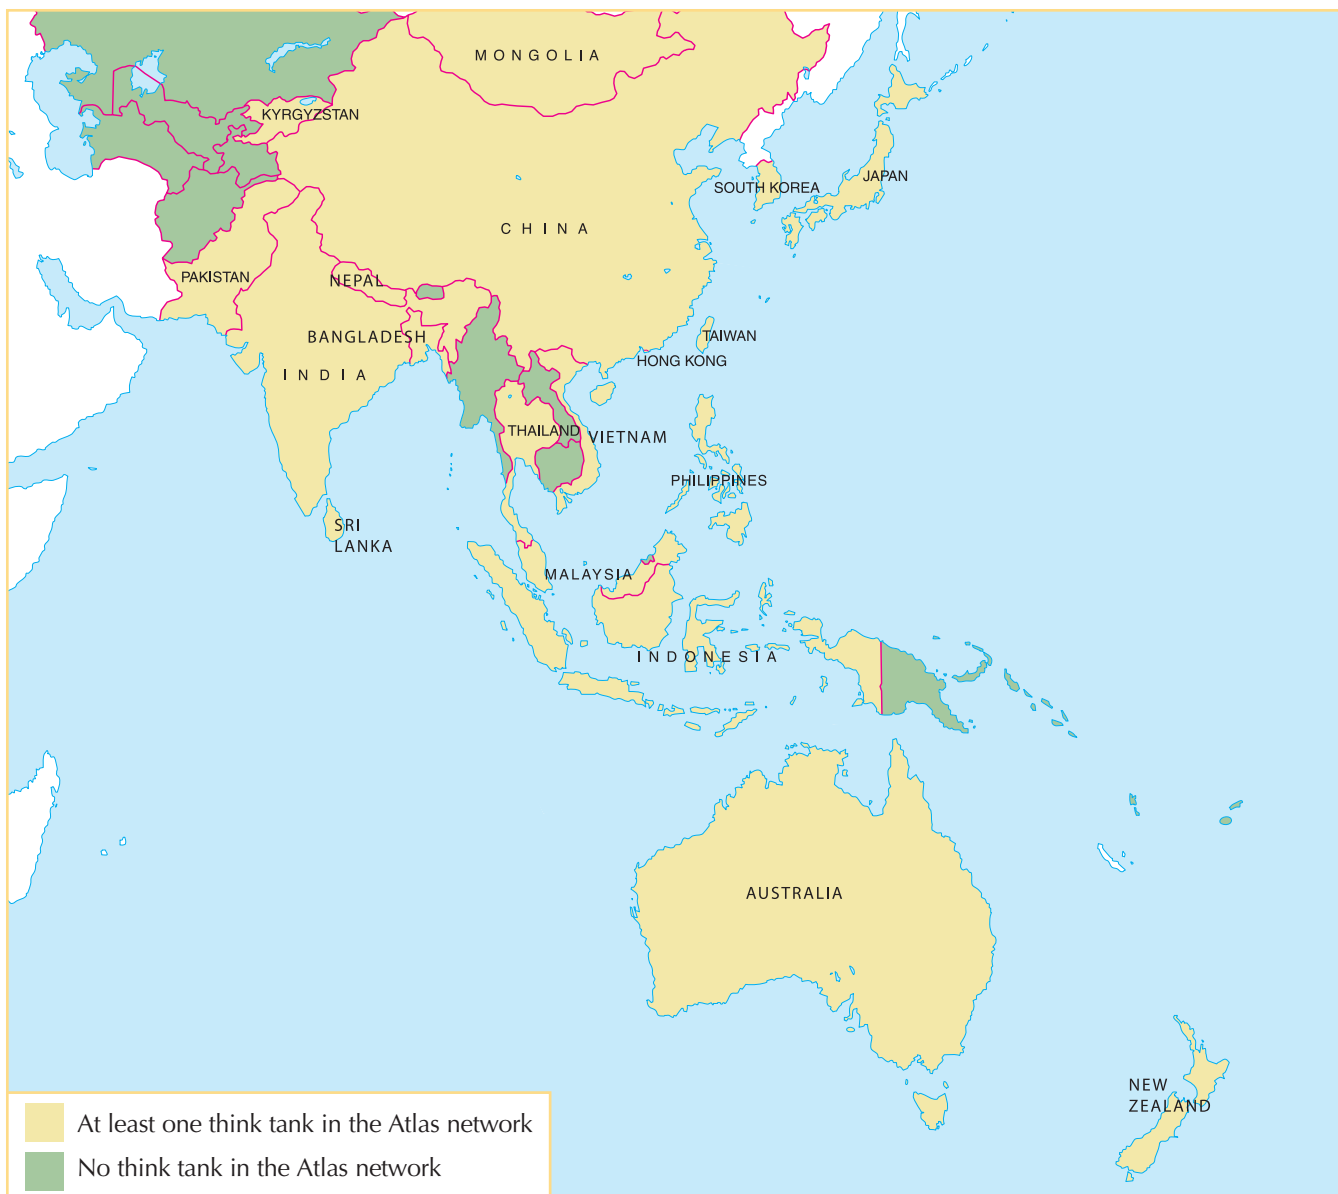 MONGOLIA
KYRGYZSTAN
JAPAN
SOUTH KOREA
CHINA
PAKISTAN
NEPAL
BANGLADESH
TAIWAN
HONG KONG
INDIA
THAILAND
VIETNAM
PHILIPPINES
SRI
LANKA
MALAYSIA
INDONESIA
AUSTRALIA
NEW
ZEALAND
At least one think tank in the Atlas network
No think tank in the Atlas network